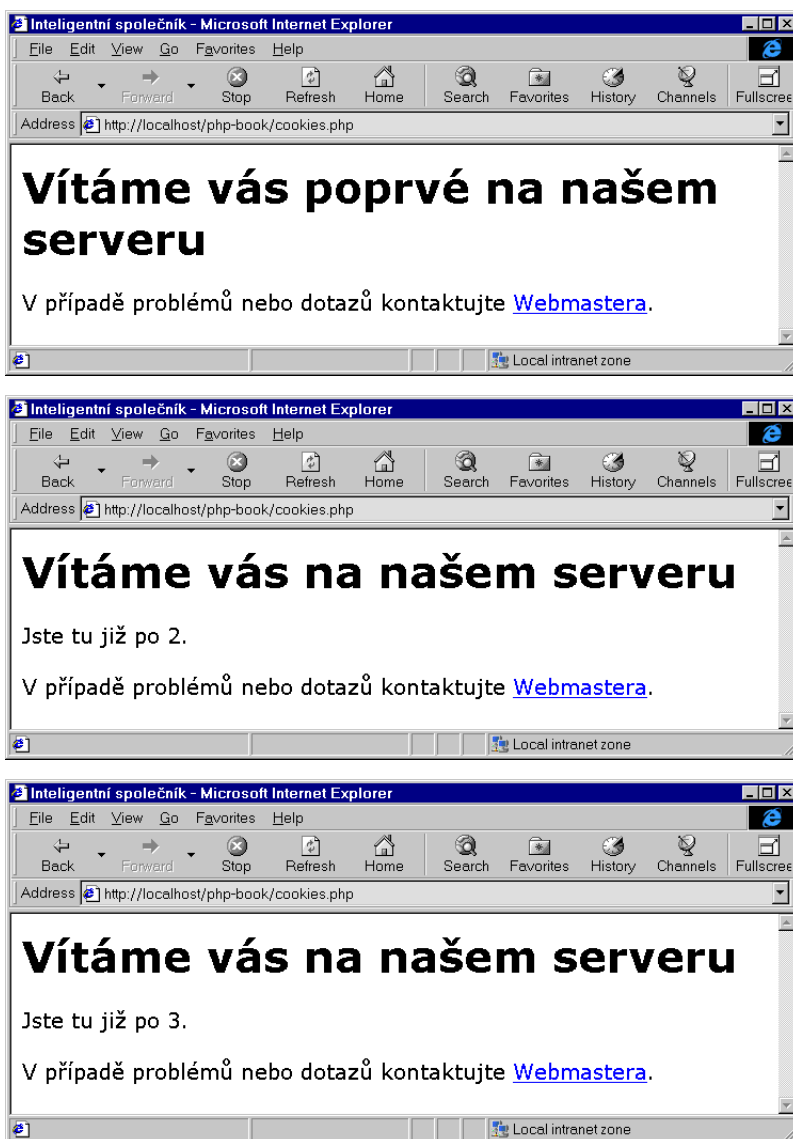 Inteligentní společník - Microsoft Internet Explorer
File Edit View Go Favorites Help
Back Forward Stop Refresh Home Search Favorites History Channels Fullscree
Address http://localhost/php-book/cookies.php
Vítáme vás poprvé na našem
serveru
V případě problémů nebo dotazů kontaktujte Webmastera.
Local intranet zone
Inteligentní společník - Microsoft Internet Explorer
File Edit View Go Favorites Help
Back Forward Stop Refresh Home Search Favorites History Channels Fullscree
Address http://localhost/php-book/cookies.php
Vítáme vás na našem serveru
Jste tu již po 2.
V případě problémů nebo dotazů kontaktujte Webmastera.
Local intranet zone
Inteligentní společník - Microsoft Internet Explorer
File Edit View Go Favorites Help
Back Forward Stop Refresh Home Search Favorites History Channels Fullscree
Address http://localhost/php-book/cookies.php
Vítáme vás na našem serveru
Jste tu již po 3.
V případě problémů nebo dotazů kontaktujte Webmastera.
Local intranet zone